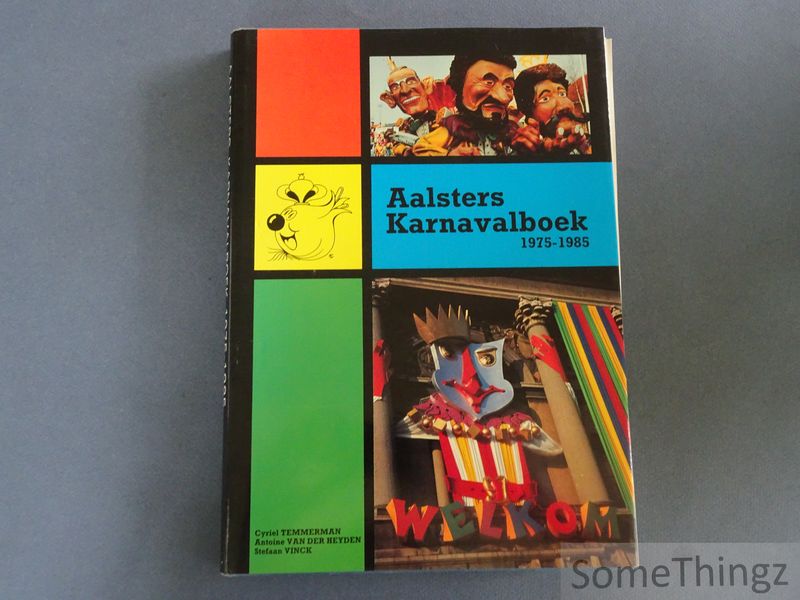 Aalsters
Karnavalboek
1975-1985
WELKOM
Cyriel TEMMERMAN
Antoine VAN DER HEYDEN
Stefaan VINCK
SomeThingz